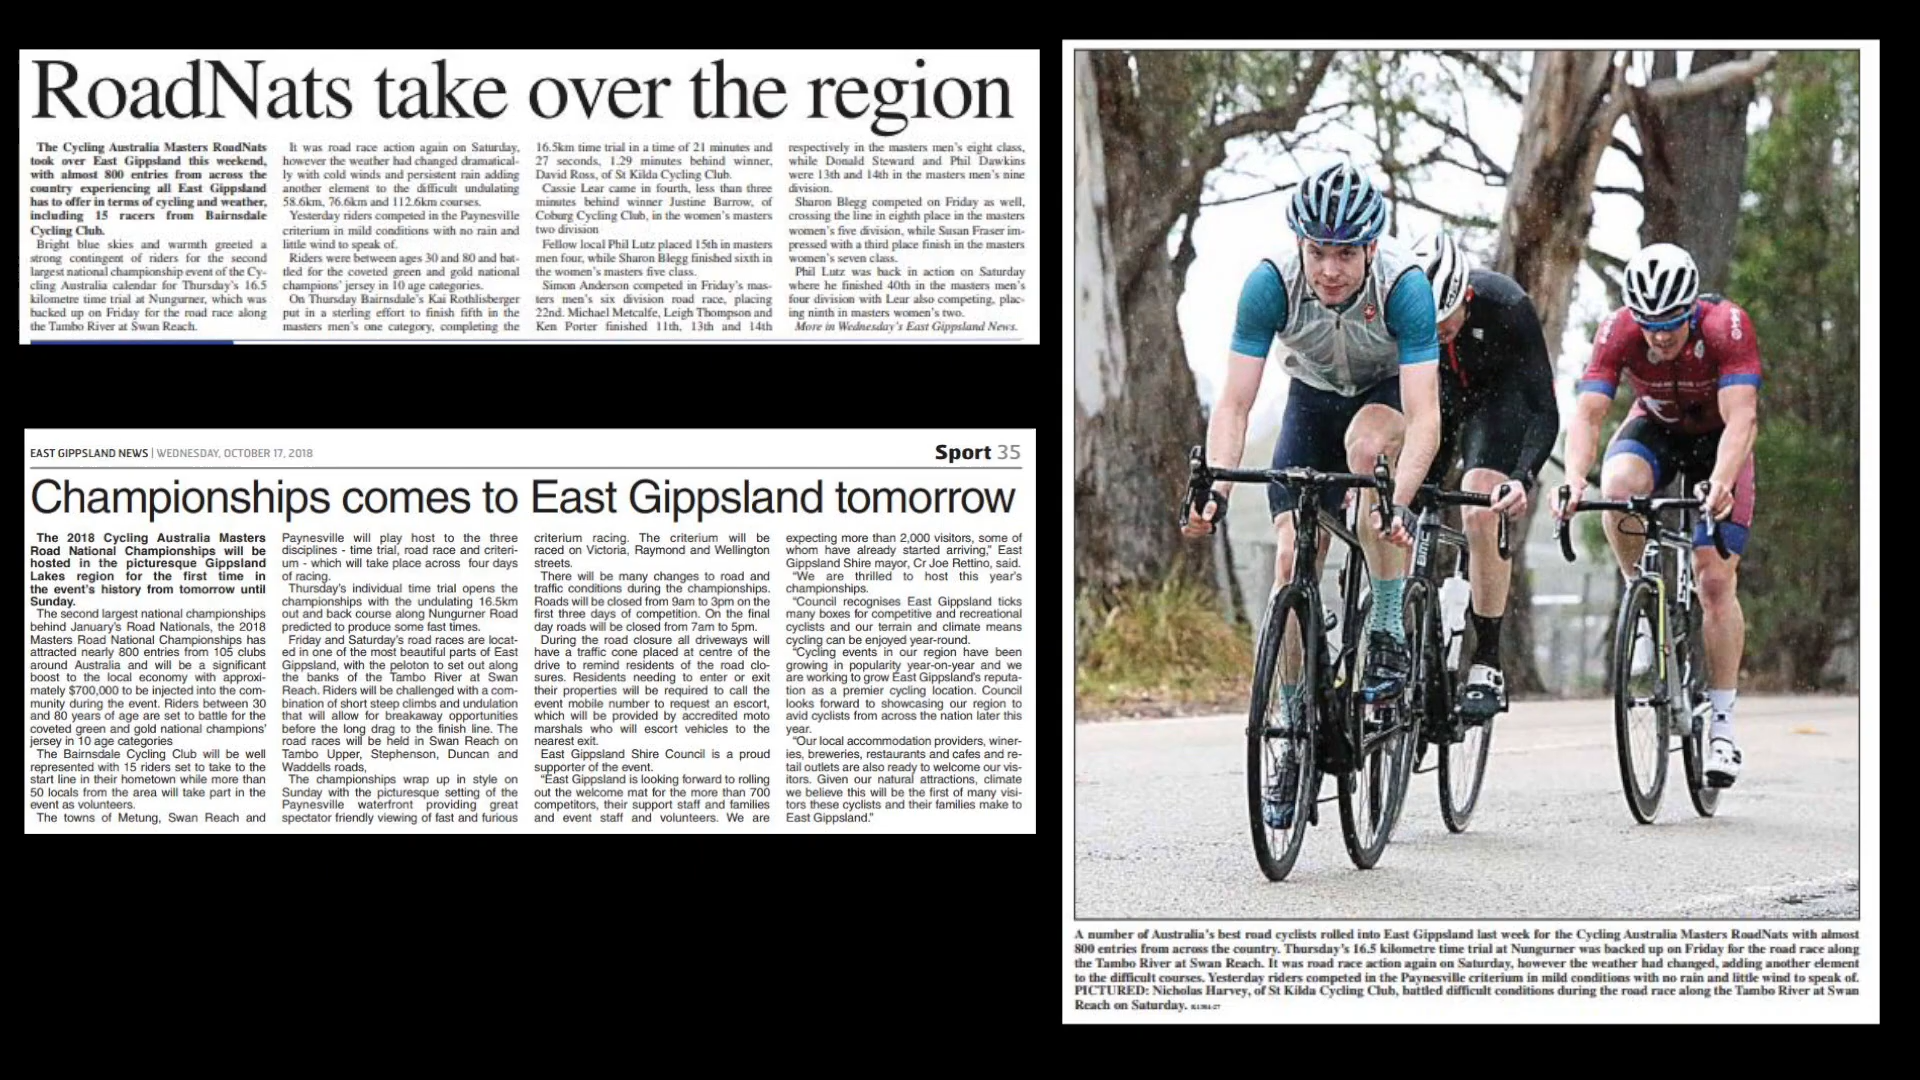 RoadNats take over the region
The Cycling Australia Masters RoadNats
took over East Gippsland this weekend,
with almost 800 entries from across the
country experiencing all East Gippsland
has to offer in terms of cycling and weather,
including 15 racers from Bairnsdale
Cycling Club.
Bright blue skies and warmth greeted a
strong contingent of riders for the second
largest national championship event of the Cy-
cling Australia calendar for Thursday's 16.5
kilometre time trial at Nungurner, which was
backed up on Friday for the road race along
the Tambo River at Swan Reach.
It was road race action again on Saturday,
however the weather had changed dramatical-
ly with cold winds and persistent rain adding
another element to the difficult undulating
58.6km, 76.6km and 112.6km courses.
Yesterday riders competed in the Paynesville
criterium in mild conditions with no rain and
little wind to speak of.
Riders were between ages 30 and 80 and bat-
tled for the coveted green and gold national
champions' jersey in 10 age categories.
On Thursday Bairnsdale's Kai Rothlisberger
put in a sterling effort to finish fifth in the
masters men's one category, completing the
16.5km time trial in a time of 21 minutes and
27 seconds, 1.29 minutes behind winner,
David Ross, of St Kilda Cycling Club.
Cassie Lear came in fourth, less than three
minutes behind winner Justine Barrow, of
Coburg Cycling Club, in the women's masters
two division
Fellow local Phil Lutz placed 15th in masters
men four, while Sharon Blegg finished sixth in
the women's masters five class.
Simon Anderson competed in Friday's mas-
ters men's six division road race, placing
22nd. Michael Metcalfe, Leigh Thompson and
Ken Porter finished 11th, 13th and 14th
respectively in the masters men's eight class,
while Donald Steward and Phil Dawkins
were 13th and 14th in the masters men's nine
division.
Sharon Blegg competed on Friday as well,
crossing the line in eighth place in the masters
women's five division, while Susan Fraser im-
pressed with a third place finish in the masters
women's seven class.
Phil Lutz was back in action on Saturday
where he finished 40th in the masters men's
four division with Lear also competing, plac-
ing ninth in masters women's two.
More in Wednesday's East Gippsland News.
EAST GIPPSLAND NEWS | WEDNESDAY, OCTOBER 17, 2018
Sport 35
Championships comes to East Gippsland tomorrow
The 2018 Cycling Australia Masters
Road National Championships will be
hosted in the picturesque Gippsland
Lakes region for the first time in
the event's history from tomorrow until
Sunday.
The second largest national championships
behind January's Road Nationals, the 2018
Masters Road National Championships has
attracted nearly 800 entries from 105 clubs
around Australia and will be a significant
boost to the local economy with approxi-
mately $700,000 to be injected into the com-
munity during the event. Riders between 30
and 80 years of age are set to battle for the
coveted green and gold national champions'
jersey in 10 age categories
The Bairnsdale Cycling Club will be well
represented with 15 riders set to take to the
start line in their hometown while more than
50 locals from the area will take part in the
event as volunteers.
The towns of Metung, Swan Reach and
Paynesville will play host to the three
disciplines - time trial, road race and criteri-
um - which will take place across four days
of racing.
Thursday's individual time trial opens the
championships with the undulating 16.5km
out and back course along Nungurner Road
predicted to produce some fast times.
Friday and Saturday's road races are locat-
ed in one of the most beautiful parts of East
Gippsland, with the peloton to set out along
the banks of the Tambo River at Swan
Reach. Riders will be challenged with a com-
bination of short steep climbs and undulation
that will allow for breakaway opportunities
before the long drag to the finish line. The
road races will be held in Swan Reach on
Tambo Upper, Stephenson, Duncan and
Waddells roads,
The championships wrap up in style on
Sunday with the picturesque setting of the
Paynesville waterfront providing great
spectator friendly viewing of fast and furious
criterium racing. The criterium will be
raced on Victoria, Raymond and Wellington
streets.
There will be many changes to road and
traffic conditions during the championships.
Roads will be closed from 9am to 3pm on the
first three days of competition. On the final
day roads will be closed from 7am to 5pm.
During the road closure all driveways will
have a traffic cone placed at centre of the
drive to remind residents of the road clo-
sures. Residents needing to enter or exit
their properties will be required to call the
event mobile number to request an escort,
which will be provided by accredited moto
marshals who will escort vehicles to the
nearest exit.
East Gippsland Shire Council is a proud
supporter of the event.
"East Gippsland is looking forward to rolling
out the welcome mat for the more than 700
competitors, their support staff and families
and event staff and volunteers. We are
expecting more than 2,000 visitors, some of
whom have already started arriving," East
Gippsland Shire mayor, Cr Joe Rettino, said.
"We are thrilled to host this year's
championships.
"Council recognises East Gippsland ticks
many boxes for competitive and recreational
cyclists and our terrain and climate means
cycling can be enjoyed year-round.
"Cycling events in our region have been
growing in popularity year-on-year and we
are working to grow East Gippsland's reputa-
tion as a premier cycling location. Council
looks forward to showcasing our region to
avid cyclists from across the nation later this
year.
"Our local accommodation providers, winer-
ies, breweries, restaurants and cafes and re-
tail outlets are also ready to welcome our vis-
itors. Given our natural attractions, climate
we believe this will be the first of many visi-
tors these cyclists and their families make to
East Gippsland."
BMC
A number of Australia's best road cyclists rolled into East Gippsland last week for the Cycling Australia Masters RoadNats with almost
800 entries from across the country. Thursday's 16.5 kilometre time trial at Nungurner was backed up on Friday for the road race along
the Tambo River at Swan Reach. It was road race action again on Saturday, however the weather had changed, adding another element
to the difficult courses. Yesterday riders competed in the Paynesville criterium in mild conditions with no rain and little wind to speak of.
PICTURED: Nicholas Harvey, of St Kilda Cycling Club, battled difficult conditions during the road race along the Tambo River at Swan
Reach on Saturday.